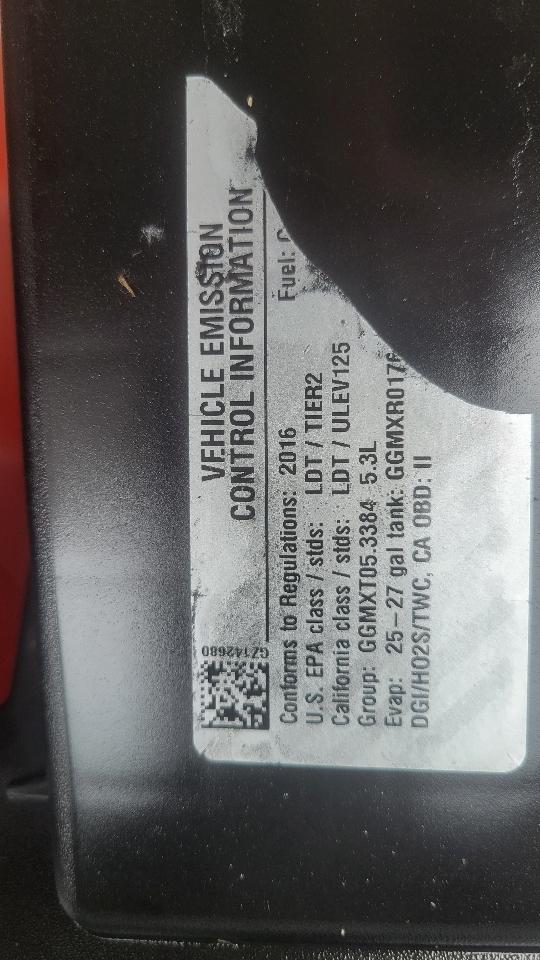 VEHICLE EMISSION
CONTROL INFORMATION
GZ142680
Conforms to Regulations: 2016 Fuel:
U.S. EPA class / stds: LDT / TIER2
California class / stds: LDT / ULEV125
Group: GGMXT05.3384 5.3L
Evap: 25-27 gal tank: GGMXR017
DGI/HO2S/TWC, CA OBD: II